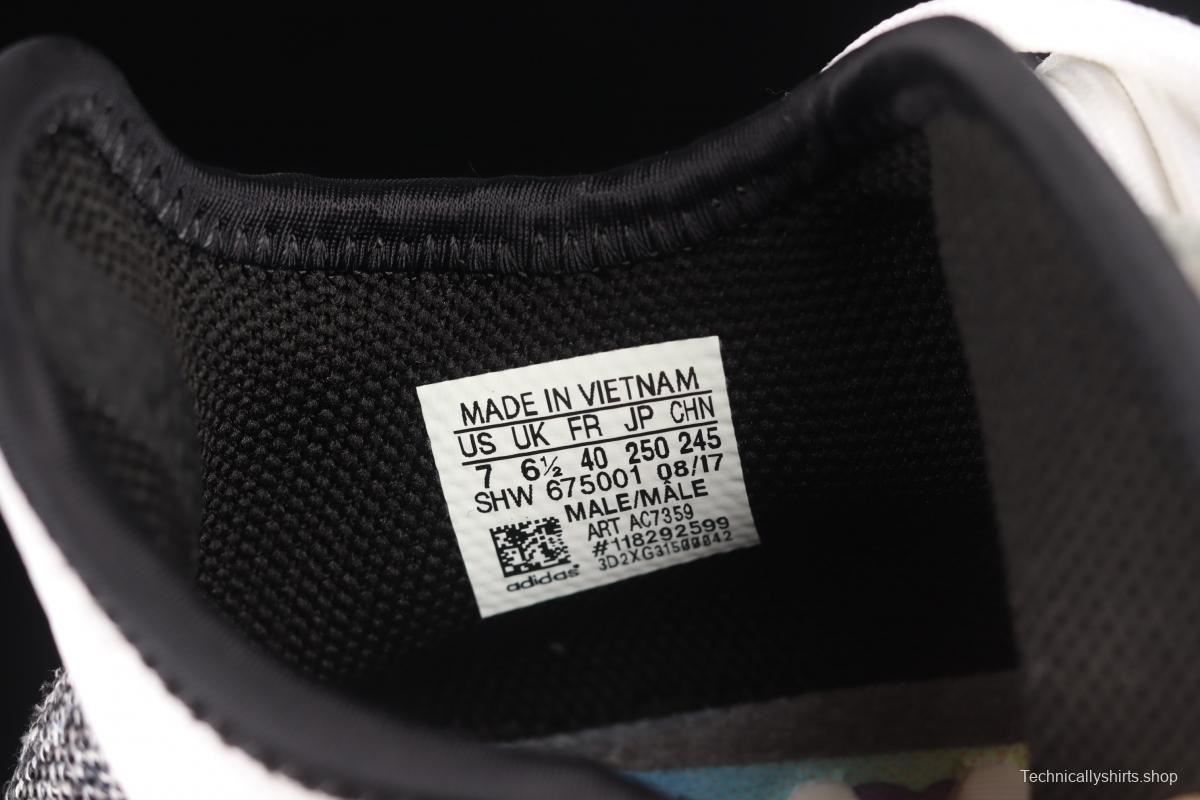 MADE IN VIETNAM
US UK FR JP CHN
7 6½ 40 250 245
SHW 675001 08/17
MALE/MÂLE
ART AC7359
#118292599
adidas
Technicallyshirts.shop